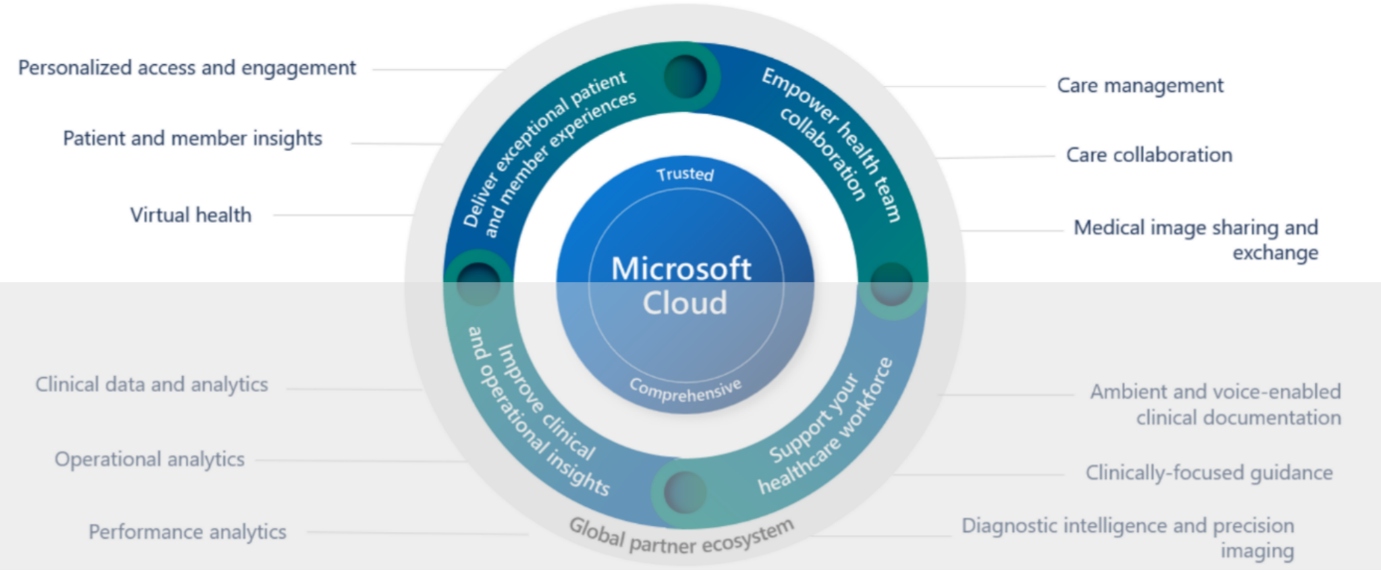 Personalized access and engagement
Patient and member insights
Virtual health
Deliver exceptional patient
and member experiences
Empower health team
collaboration
Care management
Care collaboration
Medical image sharing and
exchange
Trusted
Microsoft
Cloud
Comprehensive
Clinical data and analytics
Operational analytics
Performance analytics
Improve clinical
and operational insights
Support your
healthcare workforce
Ambient and voice-enabled
clinical documentation
Clinically-focused guidance
Diagnostic intelligence and precision
imaging
Global partner ecosystem